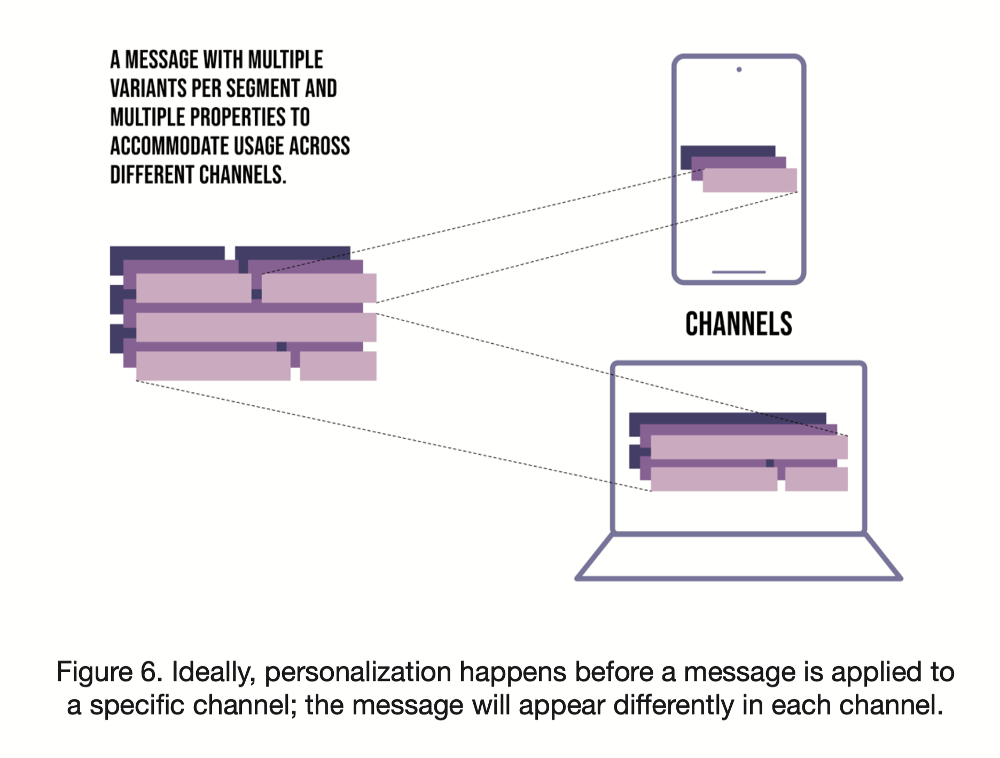 A MESSAGE WITH MULTIPLE
VARIANTS PER SEGMENT AND
MULTIPLE PROPERTIES TO
ACCOMMODATE USAGE ACROSS
DIFFERENT CHANNELS.
CHANNELS
Figure 6. Ideally, personalization happens before a message is applied to
a specific channel; the message will appear differently in each channel.